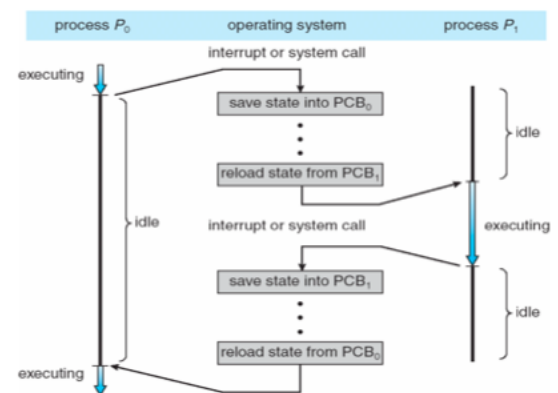 process P0 operating system process P1
interrupt or system call
executing
save state into PCB0
idle
reload state from PCB1
idle
interrupt or system call
executing
save state into PCB1
idle
reload state from PCB0
executing